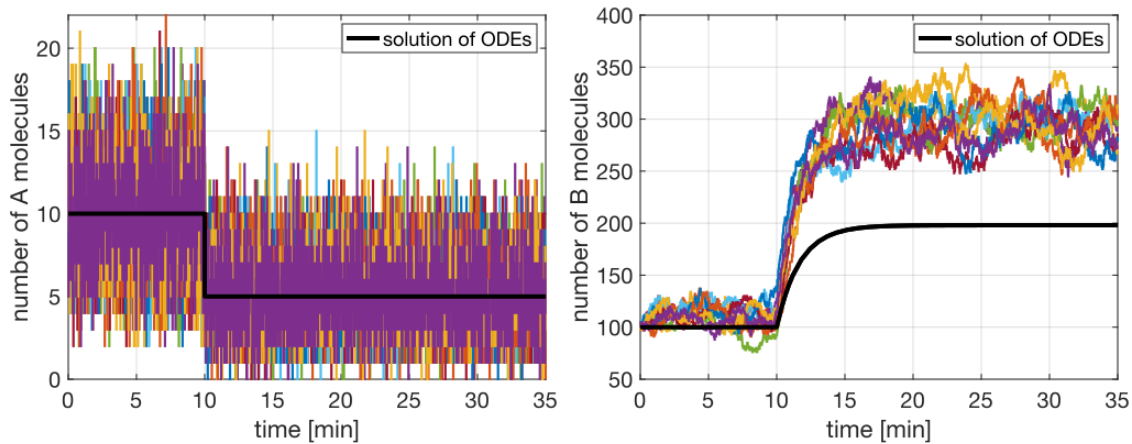 solution of ODEs
number of A molecules
20
15
10
5
0
0 5 10 15 20 25 30 35
time [min]
solution of ODEs
number of B molecules
400
350
300
250
200
150
100
50
0 5 10 15 20 25 30 35
time [min]